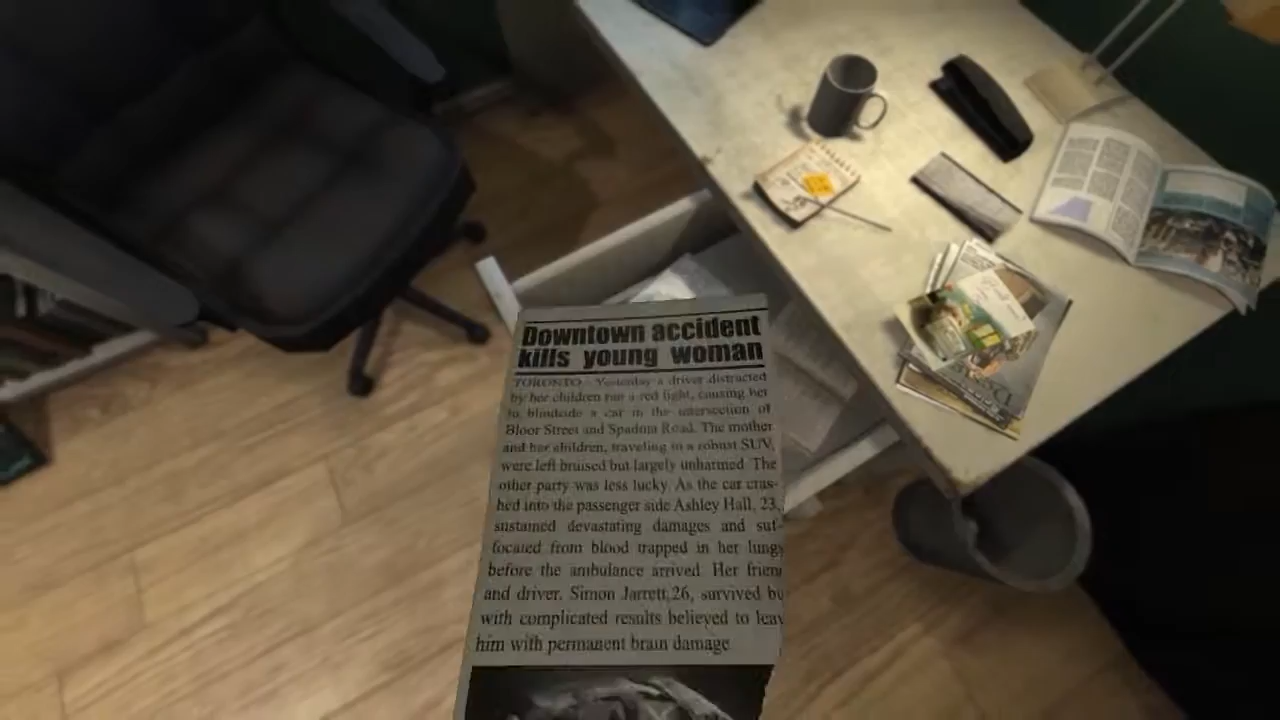 Downtown accident
kills young woman
TORONTO - Yesterday a driver distracted
by her children ran a red light, causing her
to blindside a car in the intersection of
Bloor Street and Spadina Road. The mother
and her children, traveling in a robust SUV,
were left bruised but largely unharmed. The
other party was less lucky. As the car cras-
hed into the passenger side Ashley Hall, 23,
sustained devastating damages and suf-
focated from blood trapped in her lungs
before the ambulance arrived. Her frien
and driver. Simon Jarrett,26, survived bu
with complicated results believed to leav
him with permanent brain damage